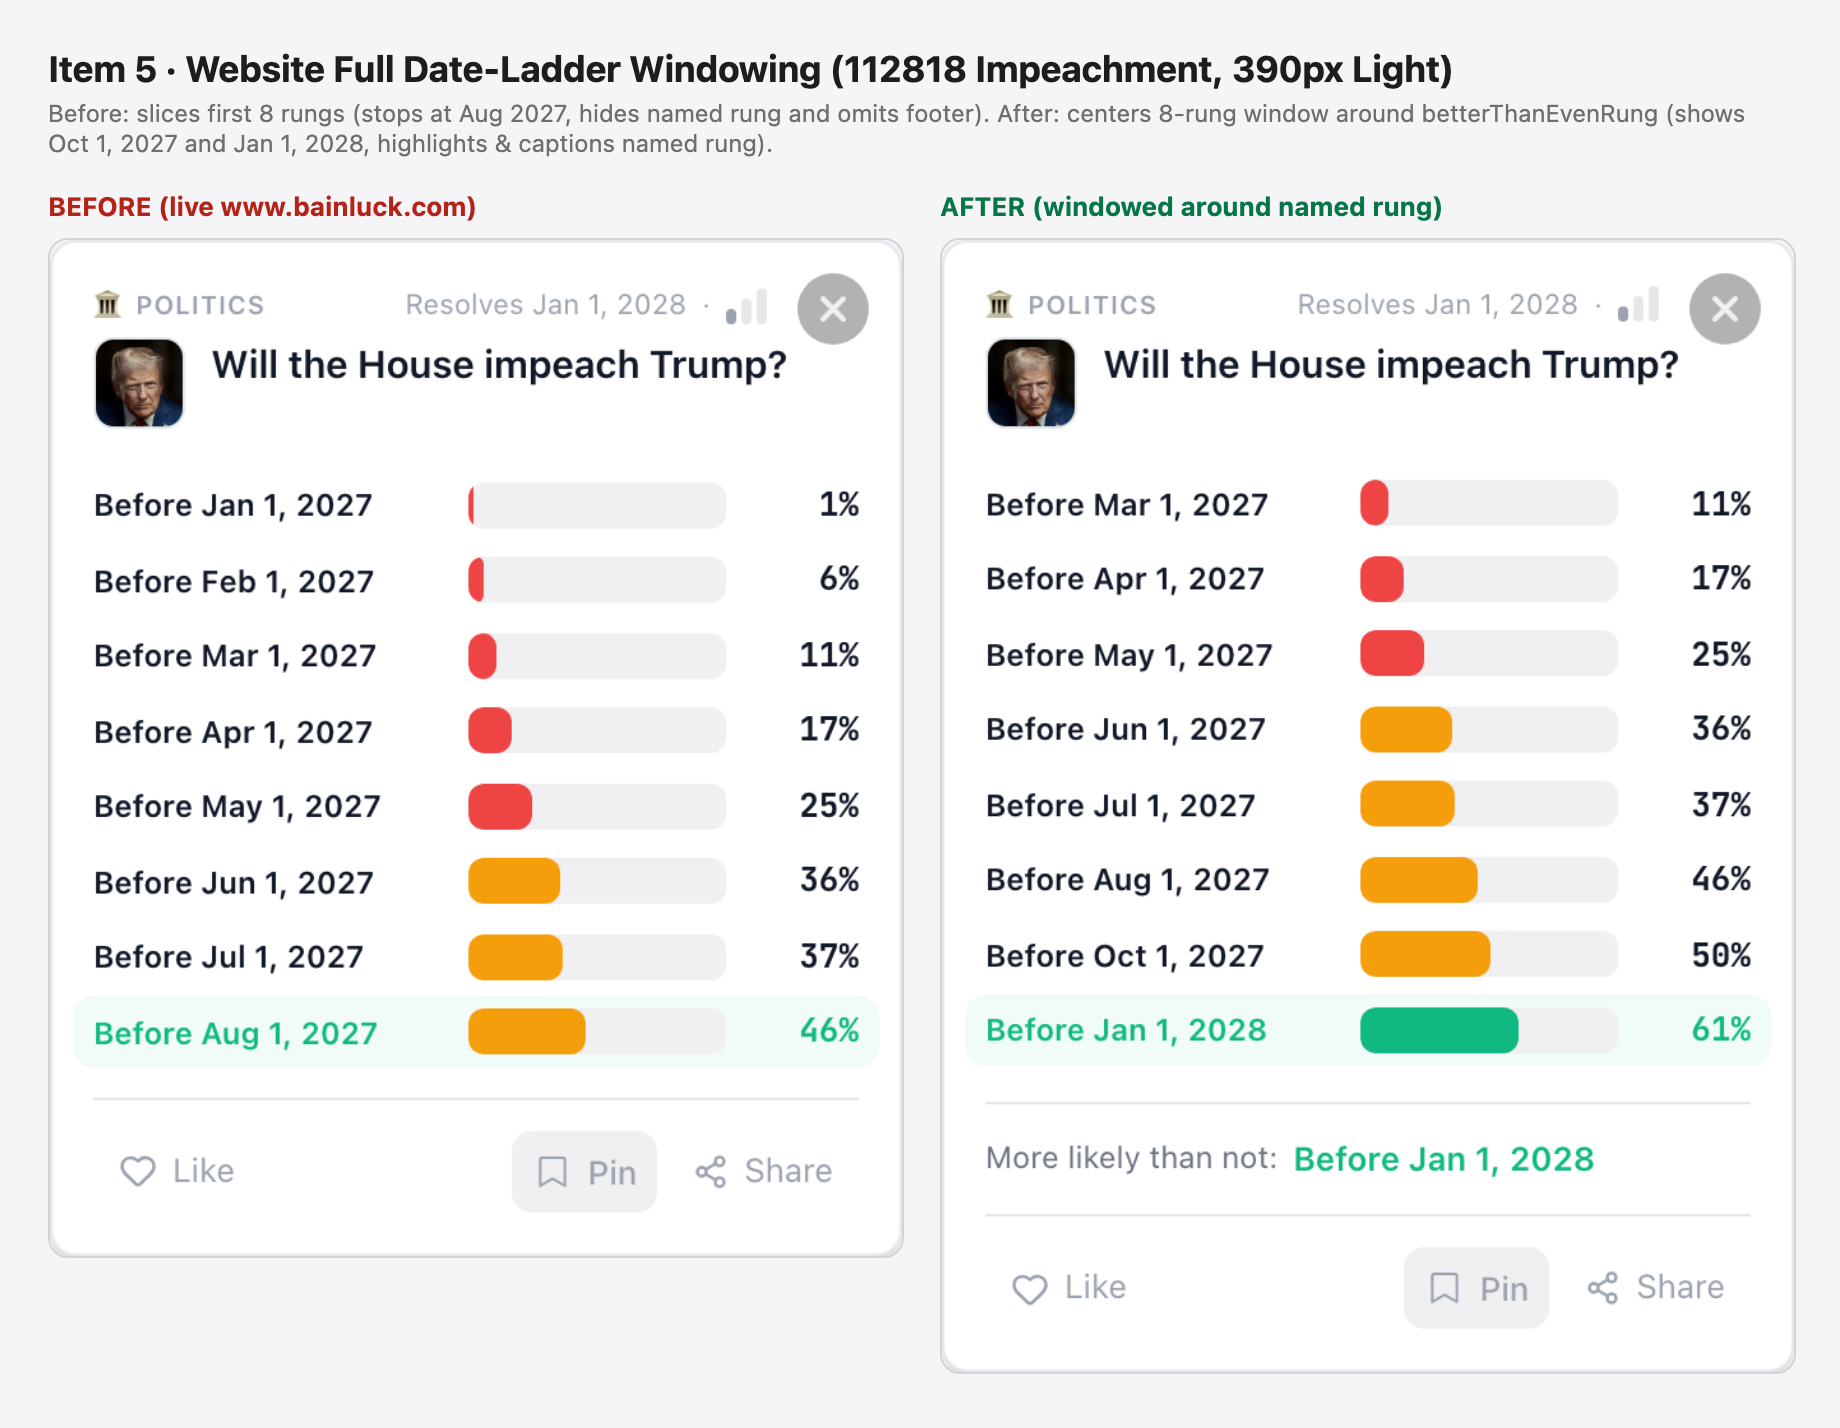 Item 5 · Website Full Date-Ladder Windowing (112818 Impeachment, 390px Light)
Before: slices first 8 rungs (stops at Aug 2027, hides named rung and omits footer). After: centers 8-rung window around betterThanEvenRung (shows
Oct 1, 2027 and Jan 1, 2028, highlights & captions named rung).
BEFORE (live www.bainluck.com)
POLITICS Resolves Jan 1, 2028 ·
Will the House impeach Trump?
Before Jan 1, 2027 1%
Before Feb 1, 2027 6%
Before Mar 1, 2027 11%
Before Apr 1, 2027 17%
Before May 1, 2027 25%
Before Jun 1, 2027 36%
Before Jul 1, 2027 37%
Before Aug 1, 2027 46%
Like Pin Share
AFTER (windowed around named rung)
POLITICS Resolves Jan 1, 2028 ·
Will the House impeach Trump?
Before Mar 1, 2027 11%
Before Apr 1, 2027 17%
Before May 1, 2027 25%
Before Jun 1, 2027 36%
Before Jul 1, 2027 37%
Before Aug 1, 2027 46%
Before Oct 1, 2027 50%
Before Jan 1, 2028 61%
More likely than not: Before Jan 1, 2028
Like Pin Share